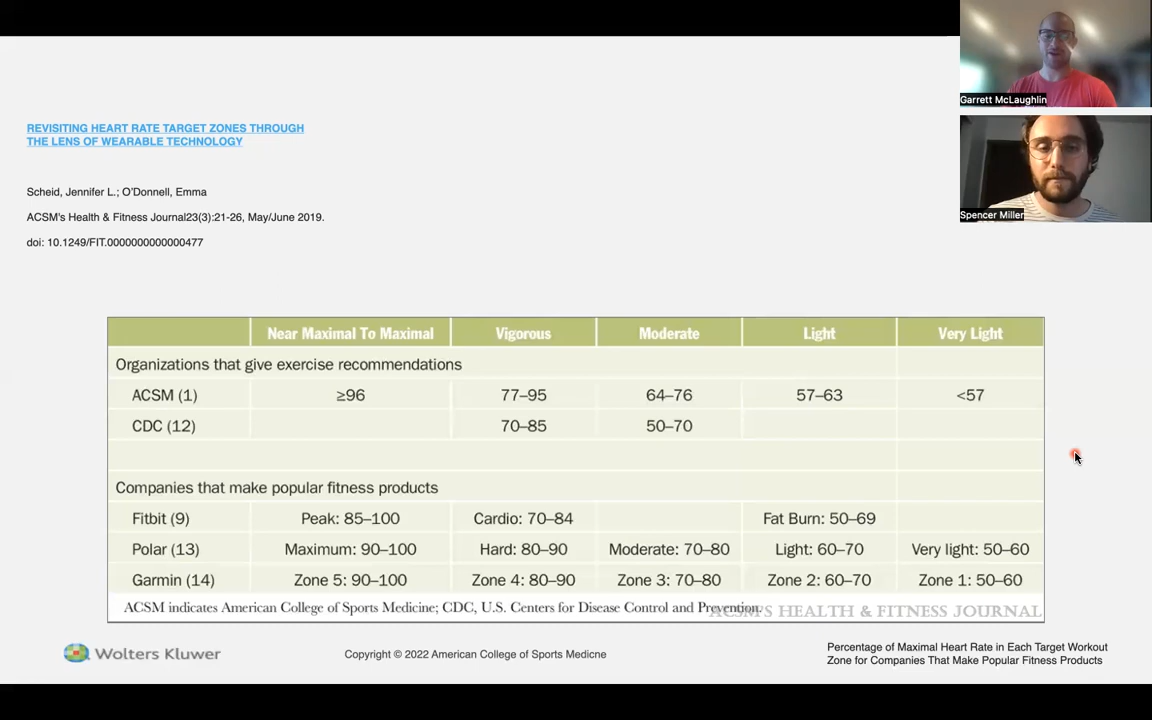 Garrett McLaughlin
REVISITING HEART RATE TARGET ZONES THROUGH
THE LENS OF WEARABLE TECHNOLOGY
Scheid, Jennifer L.; O'Donnell, Emma
Spencer Miller
ACSM's Health & Fitness Journal23(3):21-26, May/June 2019.
doi: 10.1249/FIT.0000000000000477
Near Maximal To Maximal Vigorous Moderate Light Very Light
Organizations that give exercise recommendations
ACSM (1) ≥96 77–95 64–76 57–63 <57
CDC (12) 70–85 50–70
Companies that make popular fitness products
Fitbit (9) Peak: 85–100 Cardio: 70–84 Fat Burn: 50–69
Polar (13) Maximum: 90–100 Hard: 80–90 Moderate: 70–80 Light: 60–70 Very light: 50–60
Garmin (14) Zone 5: 90–100 Zone 4: 80–90 Zone 3: 70–80 Zone 2: 60–70 Zone 1: 50–60
ACSM indicates American College of Sports Medicine; CDC, U.S. Centers for Disease Control and Prevention.
ACSM'S HEALTH & FITNESS JOURNAL
Wolters Kluwer
Copyright © 2022 American College of Sports Medicne
Percentage of Maximal Heart Rate in Each Target Workout
Zone for Companies That Make Popular Fitness Products